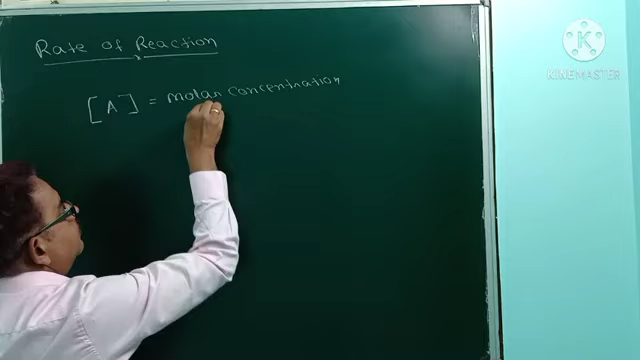 Rate of Reaction
[A] = Molar Concentration
K
KINEMASTER